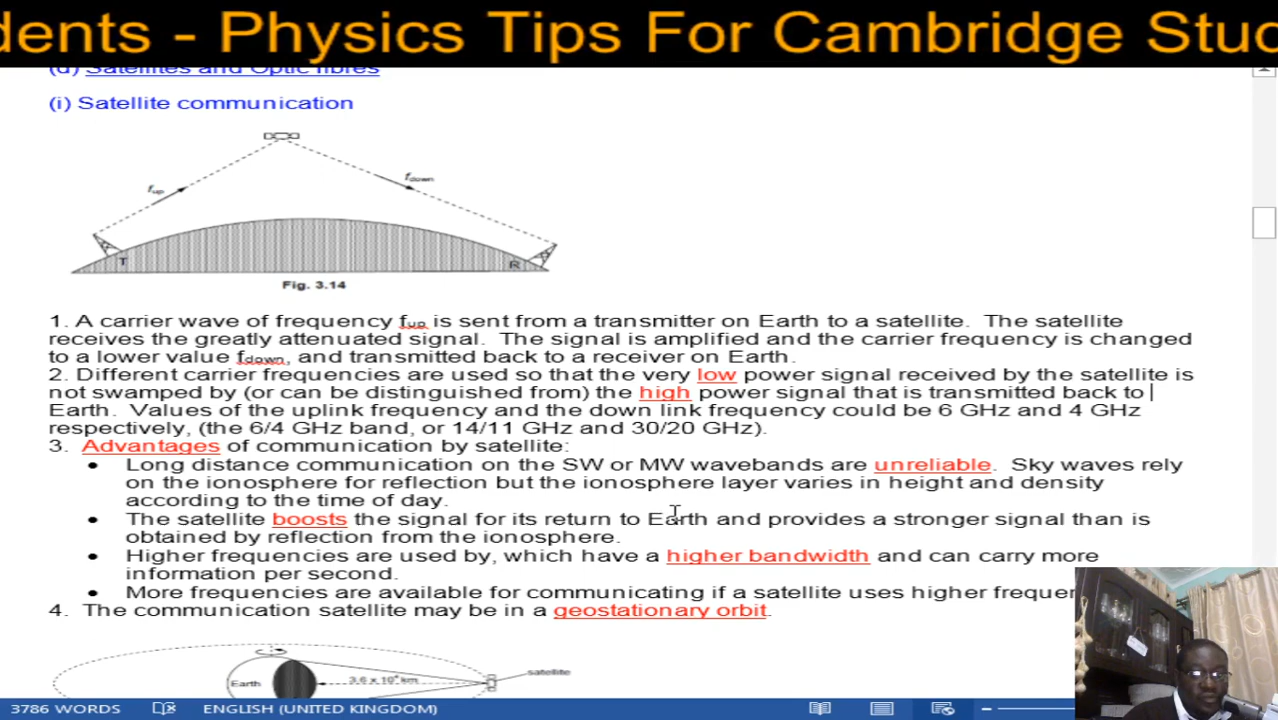 dents - Physics Tips For Cambridge Stud
(d) Satellites and Optic fibres
(i) Satellite communication
fup
fdown
T
R
Fig. 3.14
1. A carrier wave of frequency fup is sent from a transmitter on Earth to a satellite. The satellite
receives the greatly attenuated signal. The signal is amplified and the carrier frequency is changed
to a lower value fdown, and transmitted back to a receiver on Earth.
2. Different carrier frequencies are used so that the very low power signal received by the satellite is
not swamped by (or can be distinguished from) the high power signal that is transmitted back to
Earth. Values of the uplink frequency and the down link frequency could be 6 GHz and 4 GHz
respectively, (the 6/4 GHz band, or 14/11 GHz and 30/20 GHz).
3. Advantages of communication by satellite:
• Long distance communication on the SW or MW wavebands are unreliable. Sky waves rely
on the ionosphere for reflection but the ionosphere layer varies in height and density
according to the time of day.
• The satellite boosts the signal for its return to Earth and provides a stronger signal than is
obtained by reflection from the ionosphere.
• Higher frequencies are used by, which have a higher bandwidth and can carry more
information per second.
• More frequencies are available for communicating if a satellite uses higher frequen
4. The communication satellite may be in a geostationary orbit.
Earth
3.6 x 10⁴ km
satellite
3786 WORDS
ENGLISH (UNITED KINGDOM)